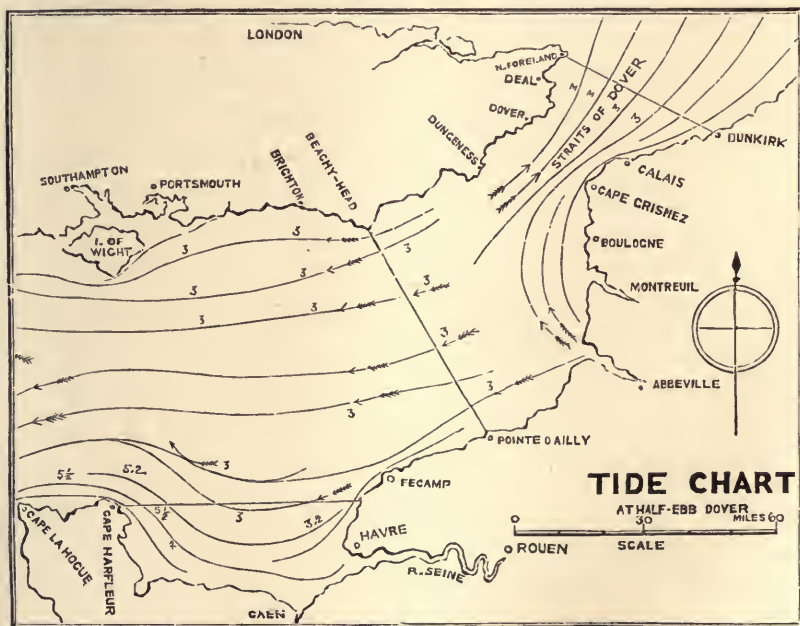 LONDON
N. FORELAND
DEAL
DOVER
DUNGENESS
STRAITS OF DOVER
M
M
3
3
DUNKIRK
CALAIS
CAPE GRISNEZ
BOULOGNE
MONTREUIL
ABBEVILLE
SOUTHAMPTON
PORTSMOUTH
BRIGHTON
BEACHY-HEAD
I. OF
WIGHT
3
3
3
3
3
3
3
3
3
3
3
3
POINTE D AILLY
5½
5.2
3
5½
3
3.2
4
FECAMP
HAVRE
ROUEN
R. SEINE
CAEN
CAPE LA HOGUE
CAPE HARFLEUR
TIDE CHART
AT HALF-EBB DOVER
0 30 MILES 60
SCALE